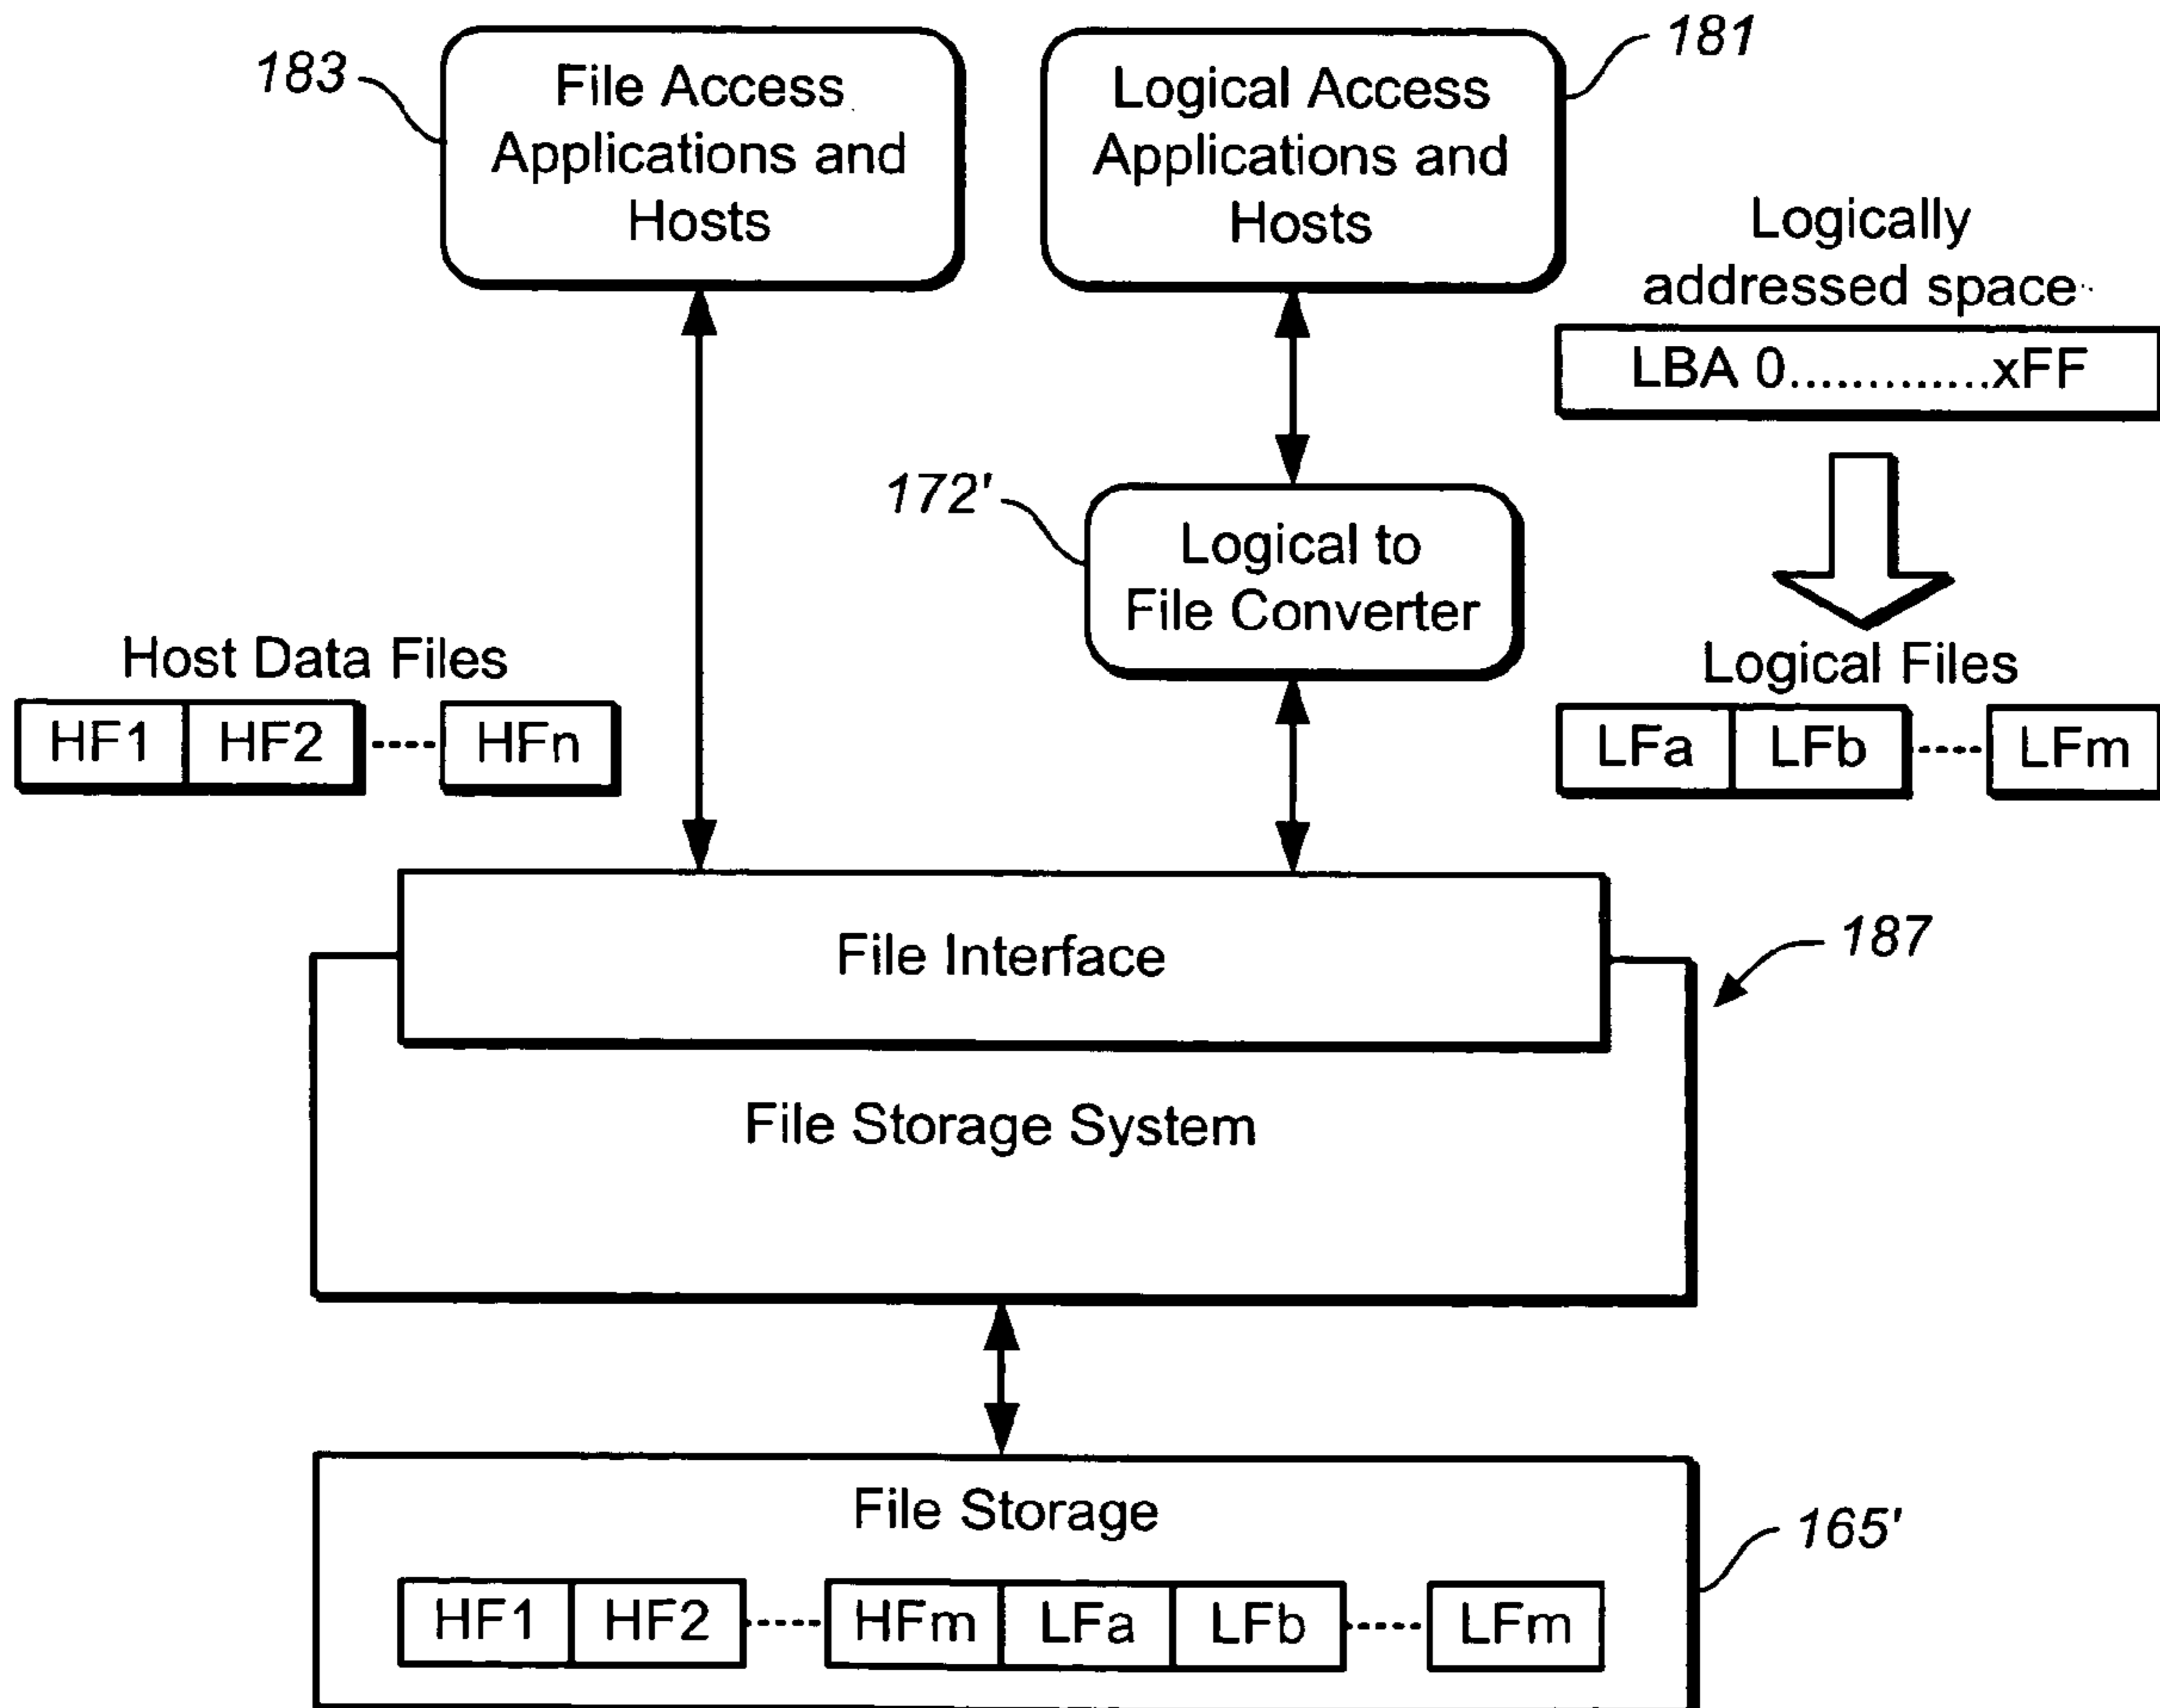 183
File Access
Applications and
Hosts
181
Logical Access
Applications and
Hosts
Logically
addressed space
LBA 0.............xFF
172'
Logical to
File Converter
Host Data Files
HF1 HF2 ---- HFn
Logical Files
LFa LFb ---- LFm
File Interface
187
File Storage System
File Storage
165'
HF1 HF2 ---- HFm LFa LFb ---- LFm